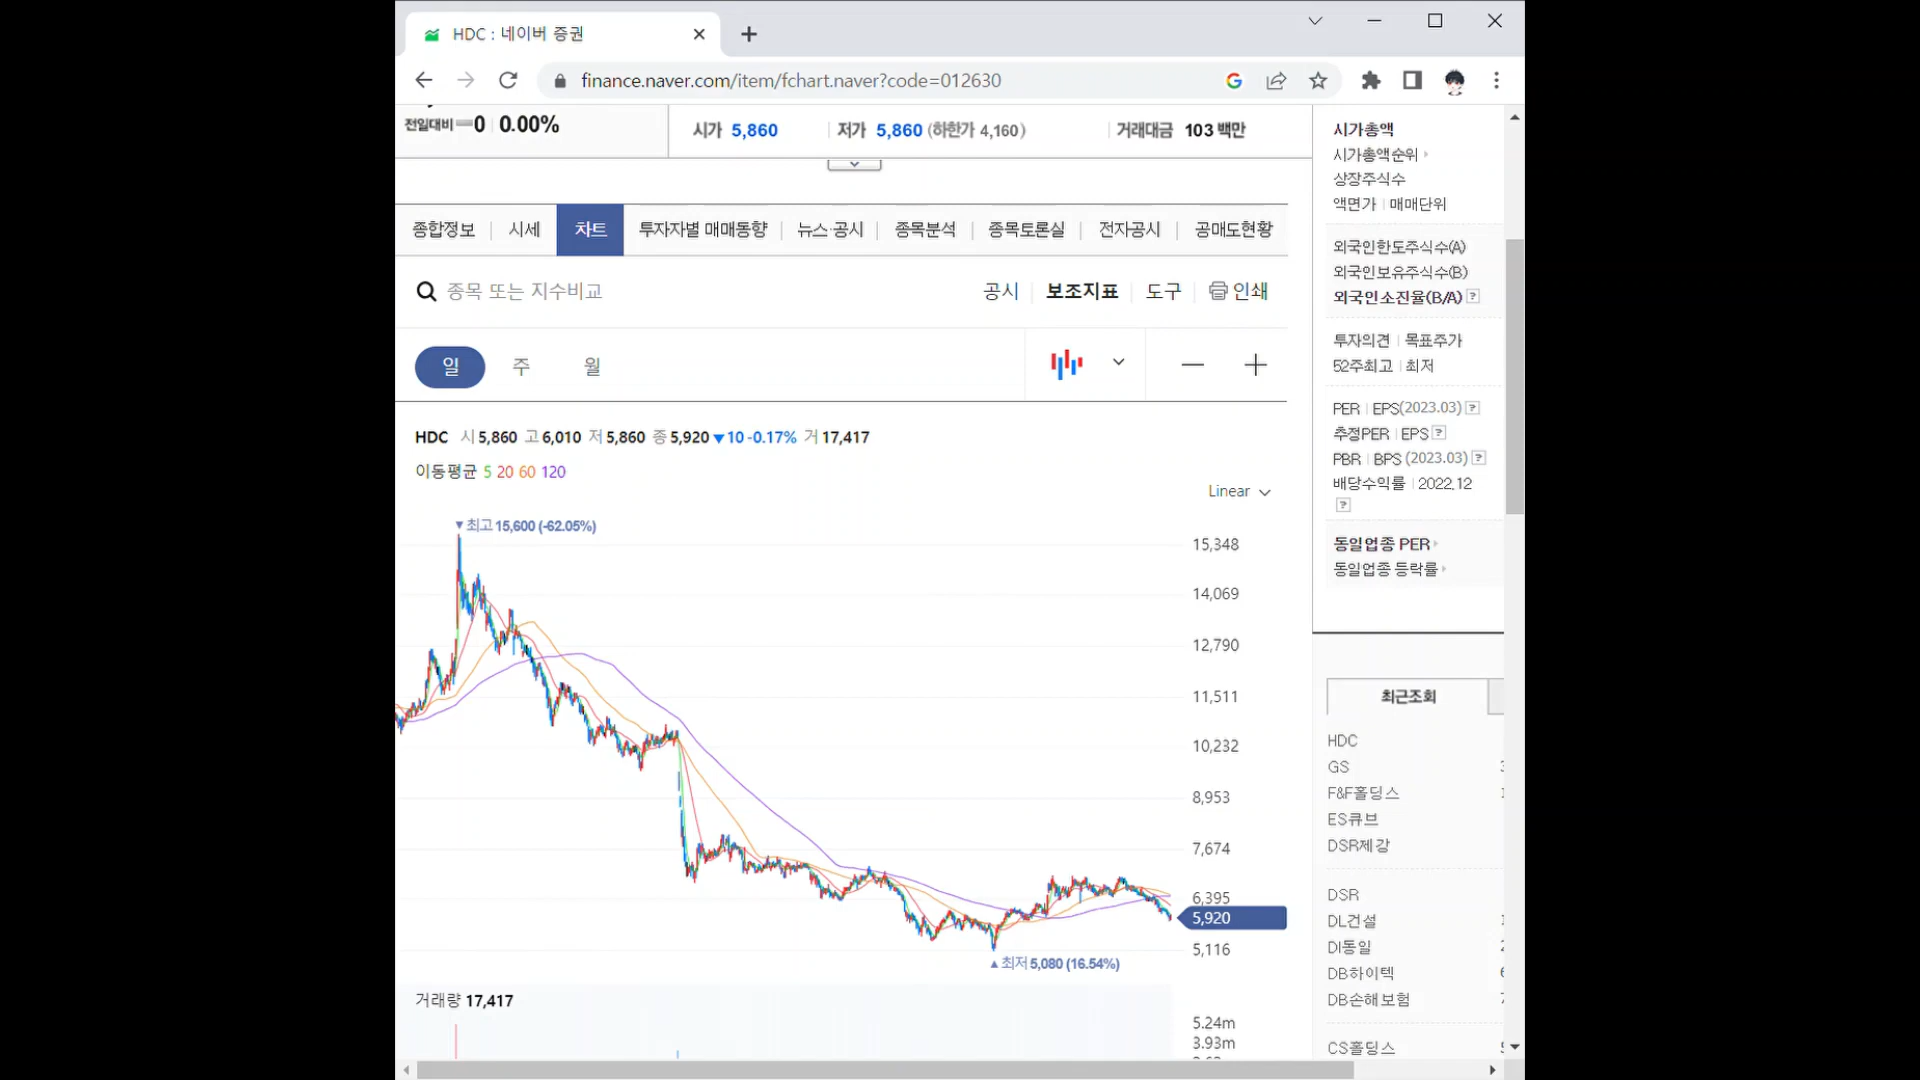 HDC : 네이버 증권
finance.naver.com/item/fchart.naver?code=012630
전일대비 0 0.00%
시가 5,860 저가 5,860 (하한가 4,160) 거래대금 103 백만
종합정보 시세 차트 투자자별 매매동향 뉴스·공시 종목분석 종목토론실 전자공시 공매도현황
종목 또는 지수비교
공시 보조지표 도구 인쇄
일 주 월
HDC 시 5,860 고 6,010 저 5,860 종 5,920 ▼10 -0.17% 거 17,417
이동평균 5 20 60 120
Linear
▼최고 15,600 (-62.05%)
15,348
14,069
12,790
11,511
10,232
8,953
7,674
6,395
5,920
5,116
▲최저 5,080 (16.54%)
거래량 17,417
5.24m
3.93m
시가총액
시가총액순위
상장주식수
액면가 매매단위
외국인한도주식수(A)
외국인보유주식수(B)
외국인소진율(B/A) ?
투자의견 목표주가
52주최고 최저
PER EPS(2023.03) ?
추정PER EPS ?
PBR BPS (2023.03) ?
배당수익률 2022.12
?
동일업종 PER
동일업종 등락률
최근조회
HDC
GS
F&F홀딩스
ES큐브
DSR제강
DSR
DL건설
DI동일
DB하이텍
DB손해보험
CS홀딩스